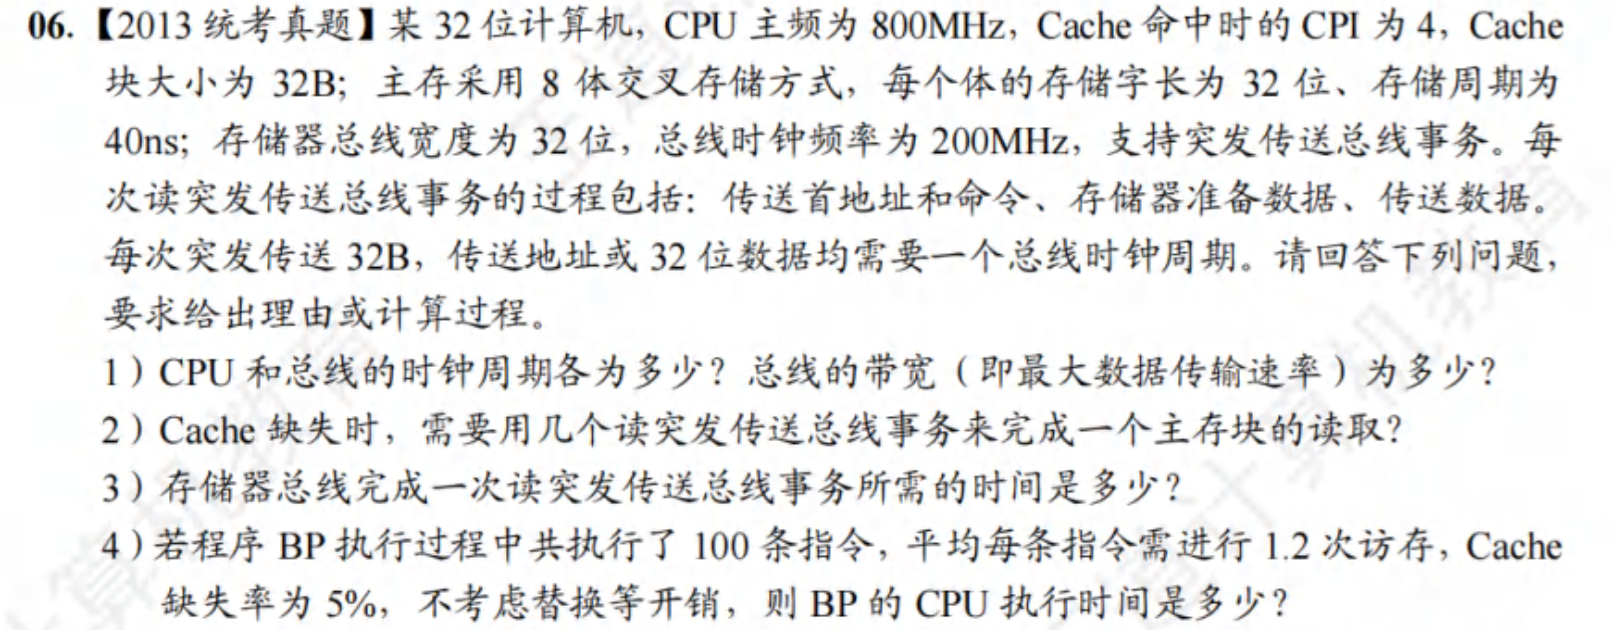 06.【2013 统考真题】某 32 位计算机，CPU 主频为 800MHz，Cache 命中时的 CPI 为 4，Cache
块大小为 32B；主存采用 8 体交叉存储方式，每个体的存储字长为 32 位、存储周期为
40ns；存储器总线宽度为 32 位，总线时钟频率为 200MHz，支持突发传送总线事务。每
次读突发传送总线事务的过程包括：传送首地址和命令、存储器准备数据、传送数据。
每次突发传送 32B，传送地址或 32 位数据均需要一个总线时钟周期。请回答下列问题，
要求给出理由或计算过程。
1）CPU 和总线的时钟周期各为多少？总线的带宽（即最大数据传输速率）为多少？
2）Cache 缺失时，需要用几个读突发传送总线事务来完成一个主存块的读取？
3）存储器总线完成一次读突发传送总线事务所需的时间是多少？
4）若程序 BP 执行过程中共执行了 100 条指令，平均每条指令需进行 1.2 次访存，Cache
缺失率为 5%，不考虑替换等开销，则 BP 的 CPU 执行时间是多少？